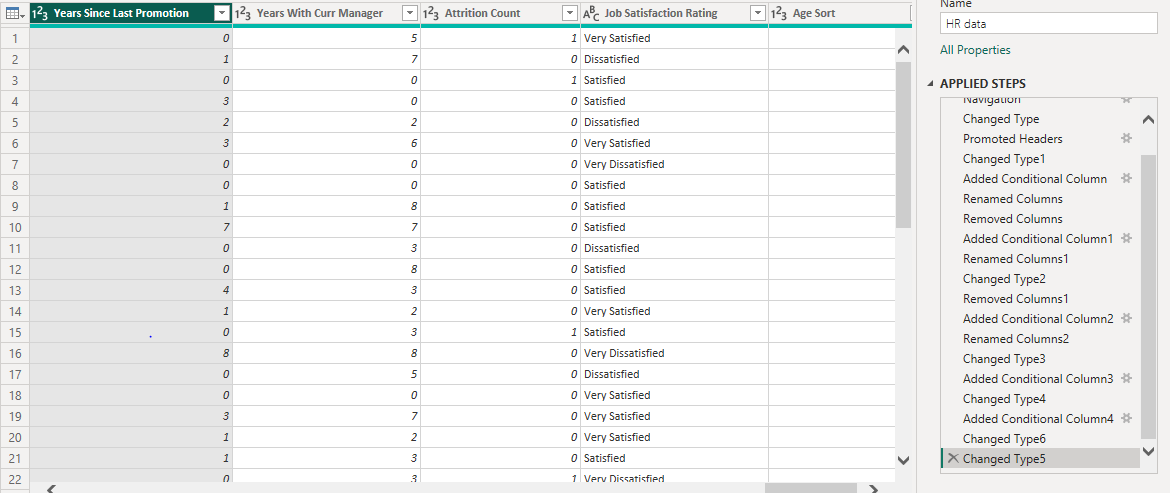 Name
1²3 Years Since Last Promotion 1²3 Years With Curr Manager 1²3 Attrition Count ABC Job Satisfaction Rating 1²3 Age Sort
HR data
1 0 5 1 Very Satisfied
2 1 7 0 Dissatisfied
3 0 0 1 Satisfied
4 3 0 0 Satisfied
5 2 2 0 Dissatisfied
6 3 6 0 Very Satisfied
7 0 0 0 Very Dissatisfied
8 0 0 0 Satisfied
9 1 8 0 Satisfied
10 7 7 0 Satisfied
11 0 3 0 Dissatisfied
12 0 8 0 Satisfied
13 4 3 0 Satisfied
14 1 2 0 Very Satisfied
15 0 3 1 Satisfied
16 8 8 0 Very Dissatisfied
17 0 5 0 Dissatisfied
18 0 0 0 Very Satisfied
19 3 7 0 Very Satisfied
20 1 2 0 Very Satisfied
21 1 3 0 Satisfied
22 0 3 1 Very Dissatisfied
All Properties
APPLIED STEPS
Navigation
Changed Type
Promoted Headers
Changed Type1
Added Conditional Column
Renamed Columns
Removed Columns
Added Conditional Column1
Renamed Columns1
Changed Type2
Removed Columns1
Added Conditional Column2
Renamed Columns2
Changed Type3
Added Conditional Column3
Changed Type4
Added Conditional Column4
Changed Type6
Changed Type5